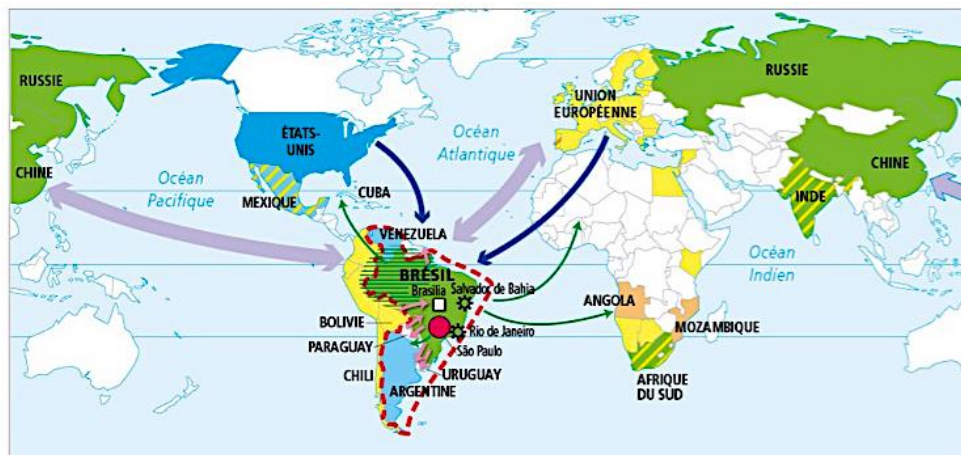 RUSSIE
CHINE
Océan
Pacifique
ÉTATS-
UNIS
MEXIQUE
CUBA
Océan
Atlantique
UNION
EUROPÉENNE
RUSSIE
CHINE
INDE
Océan
Indien
VENEZUELA
BRÉSIL
Brasilia
Salvador de Bahia
Rio de Janeiro
São Paulo
BOLIVIE
PARAGUAY
CHILI
URUGUAY
ARGENTINE
ANGOLA
MOZAMBIQUE
AFRIQUE
DU SUD